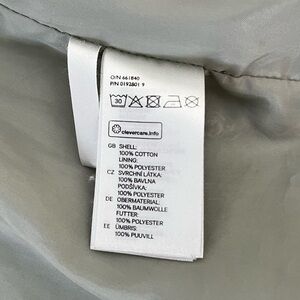 O/N 661840
P/N 0192801 9
30
clevercare.info
GB SHELL:
100% COTTON
LINING:
100% POLYESTER
CZ SVRCHNÍ LÁTKA:
100% BAVLNA
PODŠÍVKA:
100% POLYESTER
DE OBERMATERIAL:
100% BAUMWOLLE
FUTTER:
100% POLYESTER
EE ÜMBRIS:
100% PUUVILL